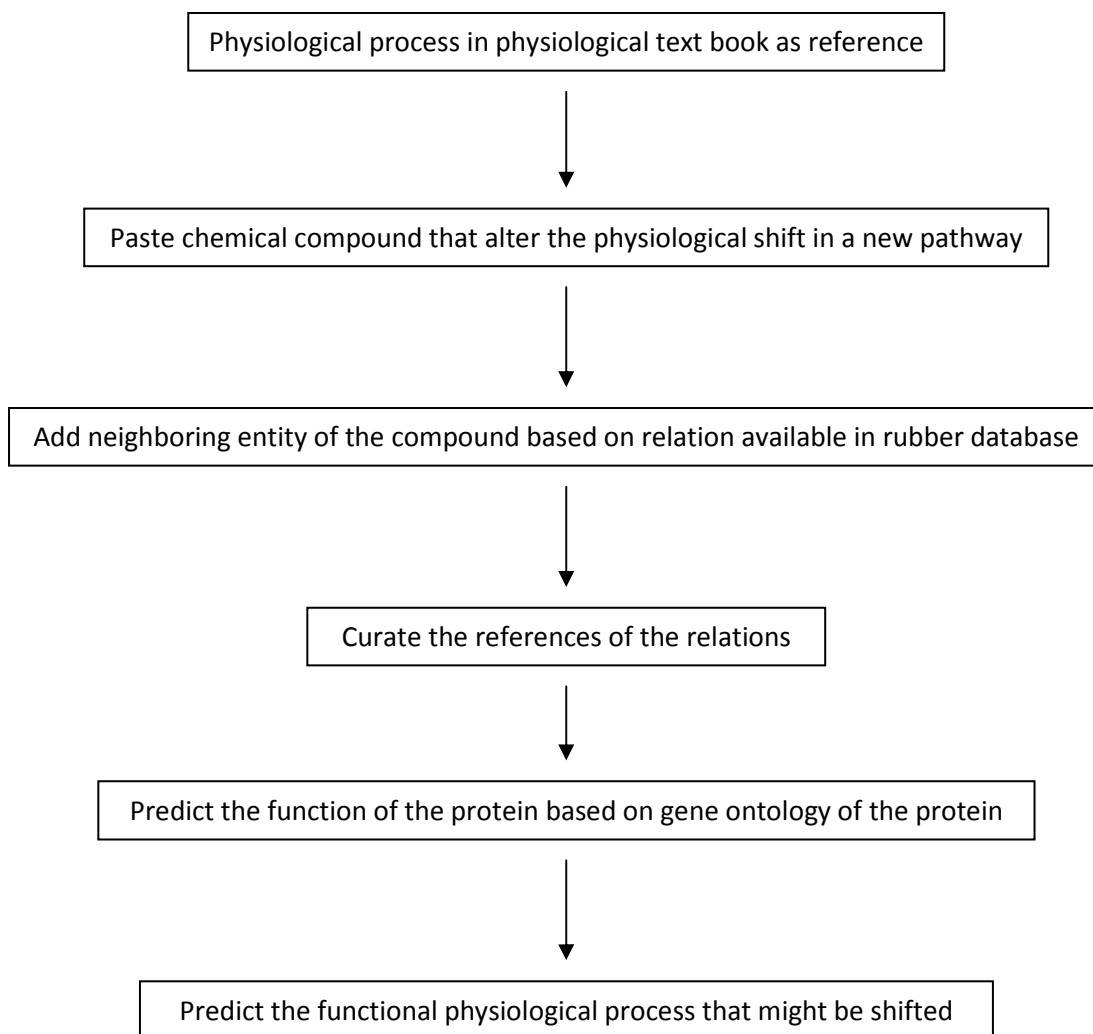 Physiological process in physiological text book as reference
Paste chemical compound that alter the physiological shift in a new pathway
Add neighboring entity of the compound based on relation available in rubber database
Curate the references of the relations
Predict the function of the protein based on gene ontology of the protein
Predict the functional physiological process that might be shifted